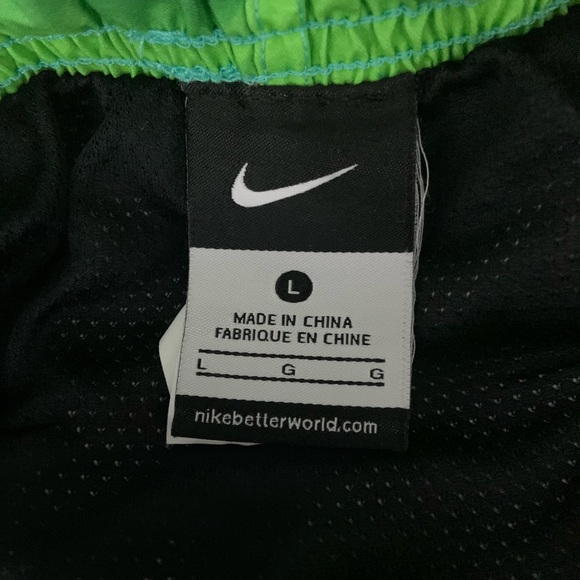 L
MADE IN CHINA
FABRIQUE EN CHINE
L G G
nikebetterworld.com